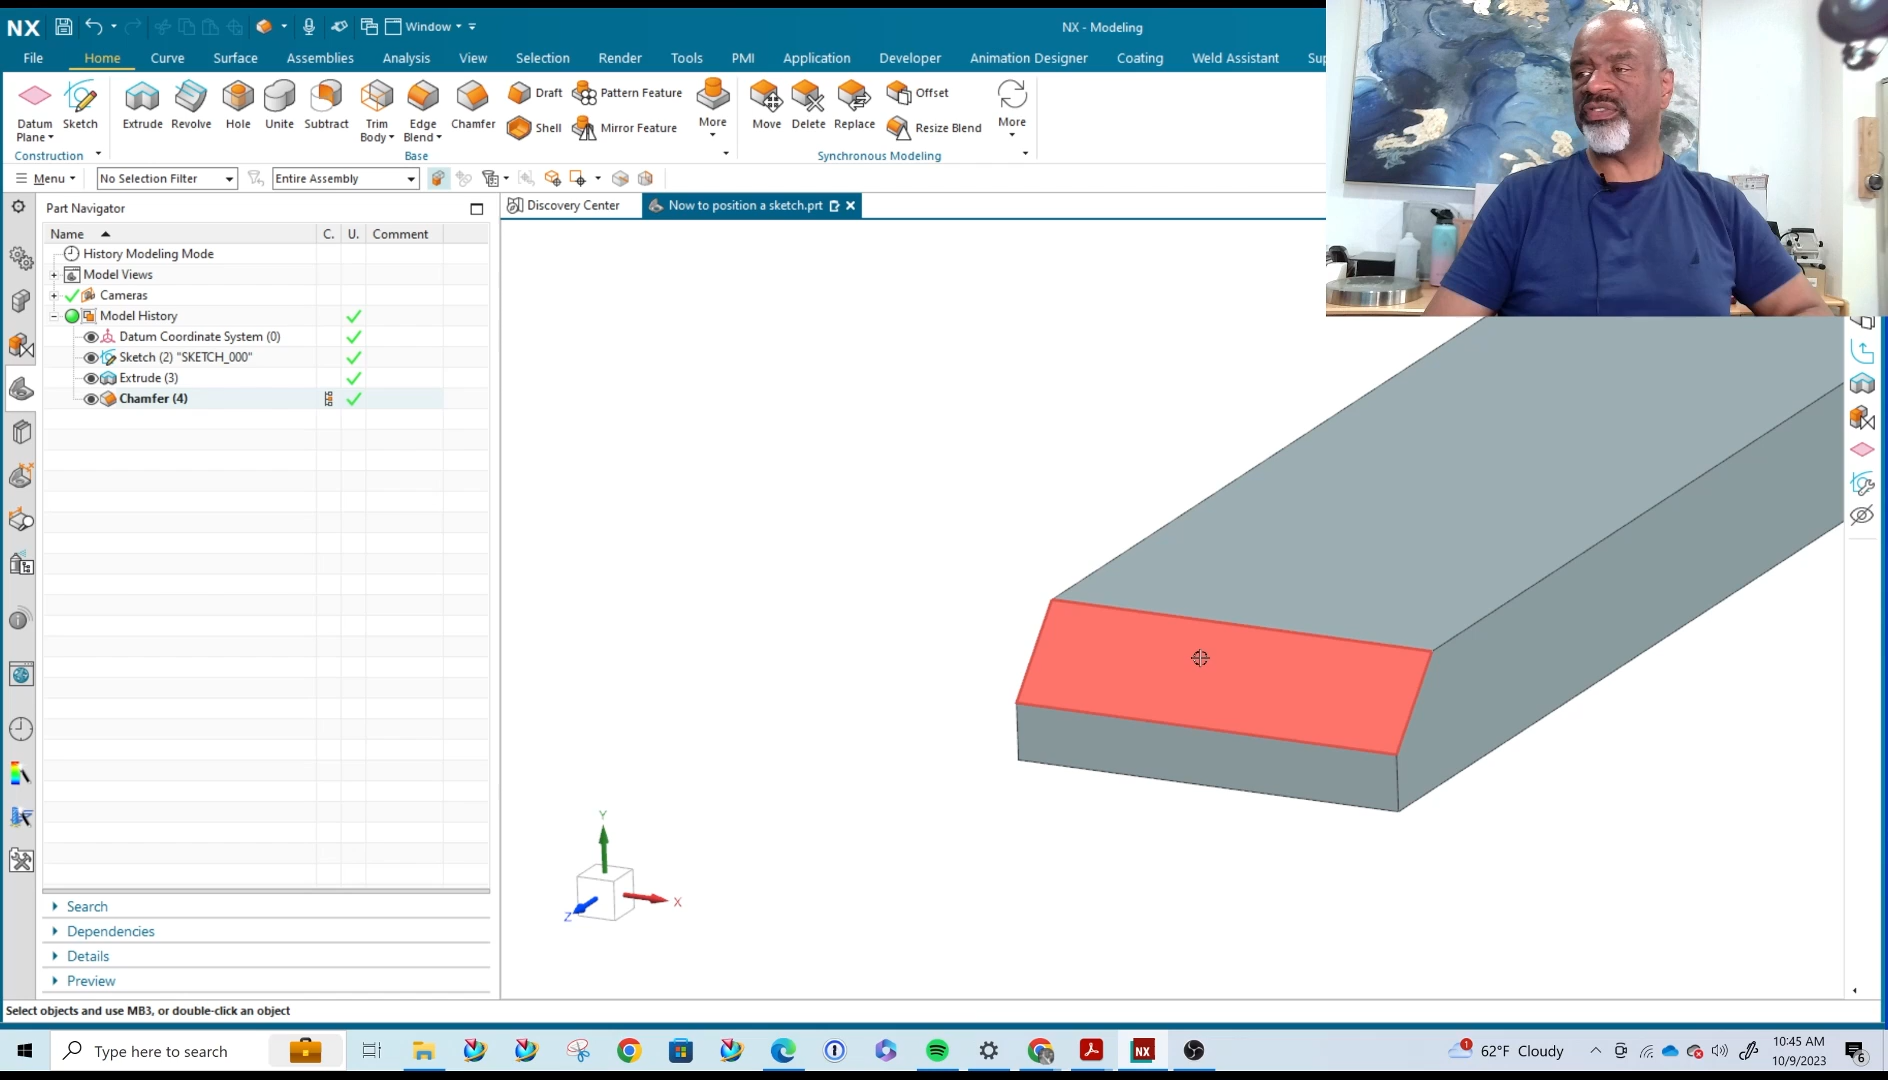 NX
Window
NX - Modeling
File
Home
Curve
Surface
Assemblies
Analysis
View
Selection
Render
Tools
PMI
Application
Developer
Animation Designer
Coating
Weld Assistant
Datum Plane
Sketch
Extrude
Revolve
Hole
Unite
Subtract
Trim Body
Edge Blend
Chamfer
Draft
Shell
Pattern Feature
Mirror Feature
More
Move
Delete
Replace
Offset
Resize Blend
More
Construction
Base
Synchronous Modeling
Menu
No Selection Filter
Entire Assembly
Part Navigator
Discovery Center
Now to position a sketch.prt
Name
C.
U.
Comment
History Modeling Mode
Model Views
Cameras
Model History
Datum Coordinate System (0)
Sketch (2) "SKETCH_000"
Extrude (3)
Chamfer (4)
Y
X
Z
Search
Dependencies
Details
Preview
Select objects and use MB3, or double-click an object
Type here to search
NX
1
62°F Cloudy
10:45 AM
10/9/2023
6